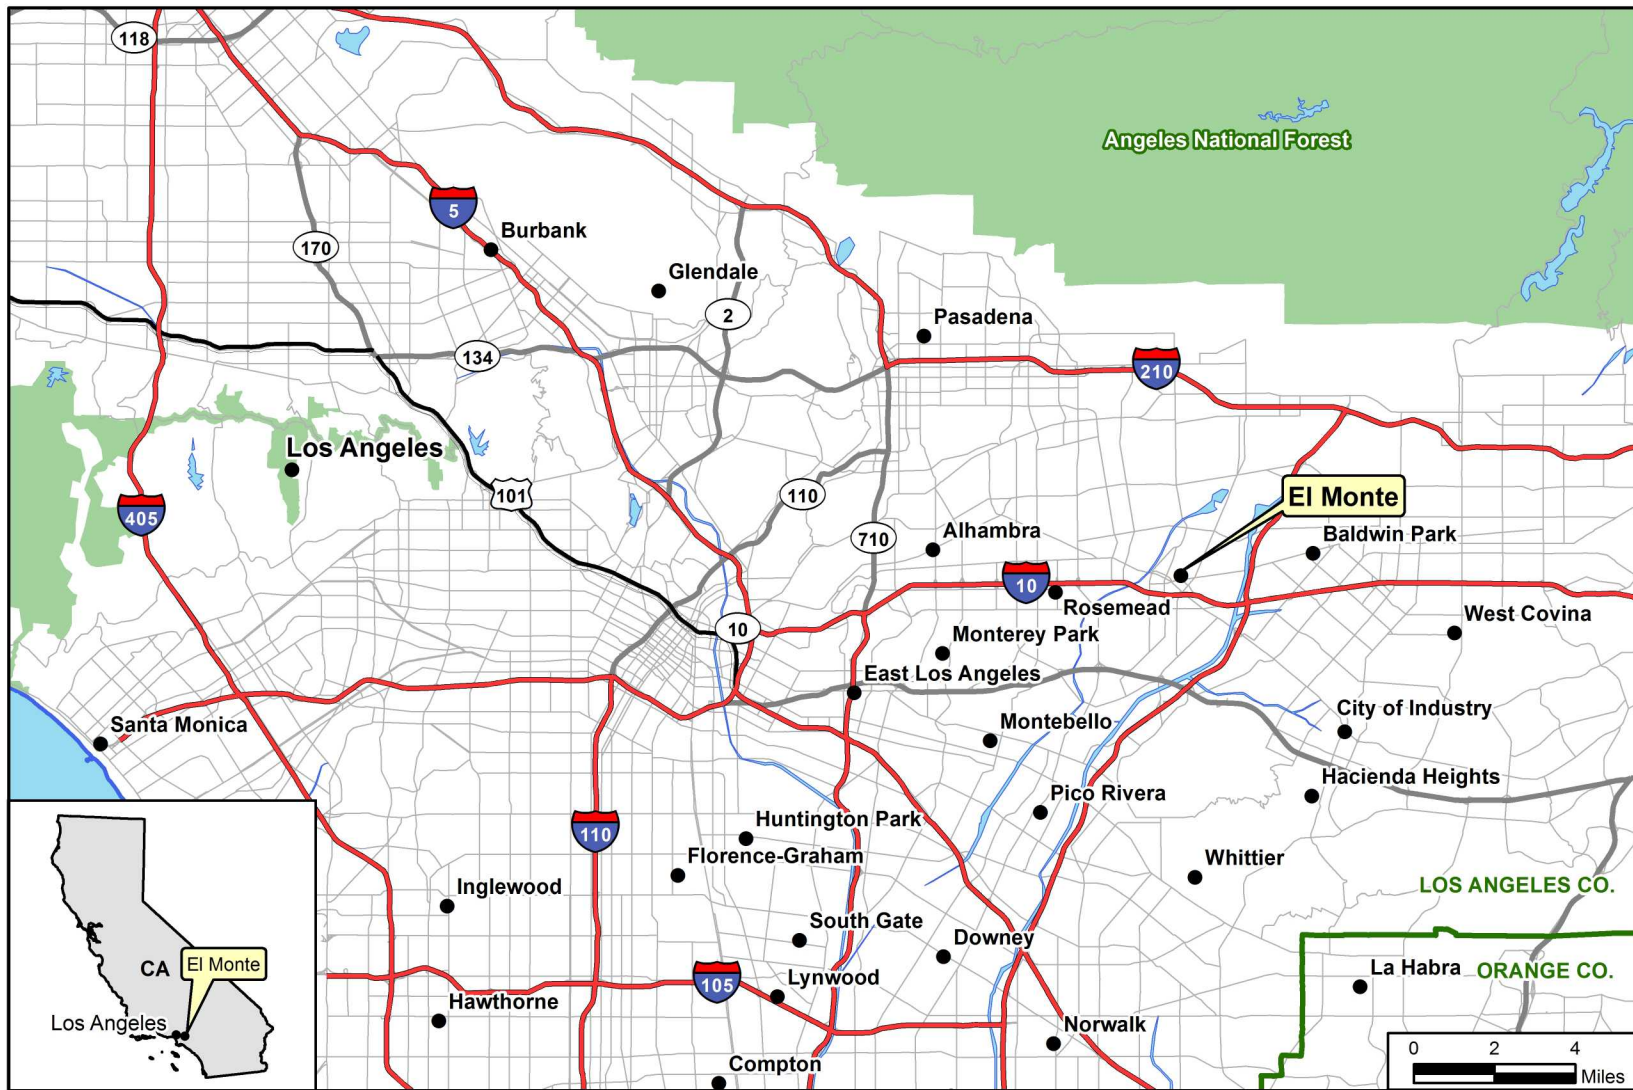 118
Angeles National Forest
5
Burbank
170
Glendale
2
Pasadena
134
210
Los Angeles
101
405
110
El Monte
710
Alhambra
Baldwin Park
10
Rosemead
West Covina
10
Monterey Park
East Los Angeles
Santa Monica
Montebello
City of Industry
Hacienda Heights
Pico Rivera
110
Huntington Park
Florence-Graham
Whittier
Inglewood
LOS ANGELES CO.
South Gate
Downey
ORANGE CO.
La Habra
105
Lynwood
Hawthorne
Norwalk
Compton
CA
El Monte
Los Angeles
0 2 4
Miles